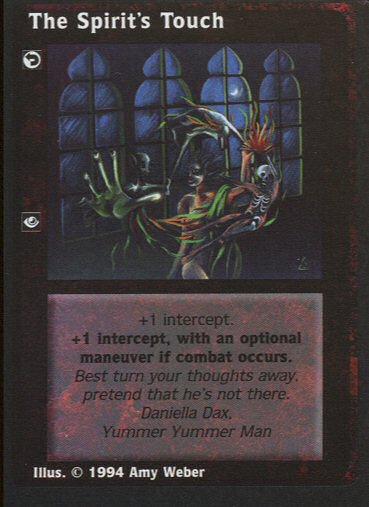 The Spirit's Touch
+1 intercept.
+1 intercept, with an optional
maneuver if combat occurs.
Best turn your thoughts away,
pretend that he's not there.
Daniella Dax,
Yummer Yummer Man
Illus. © 1994 Amy Weber